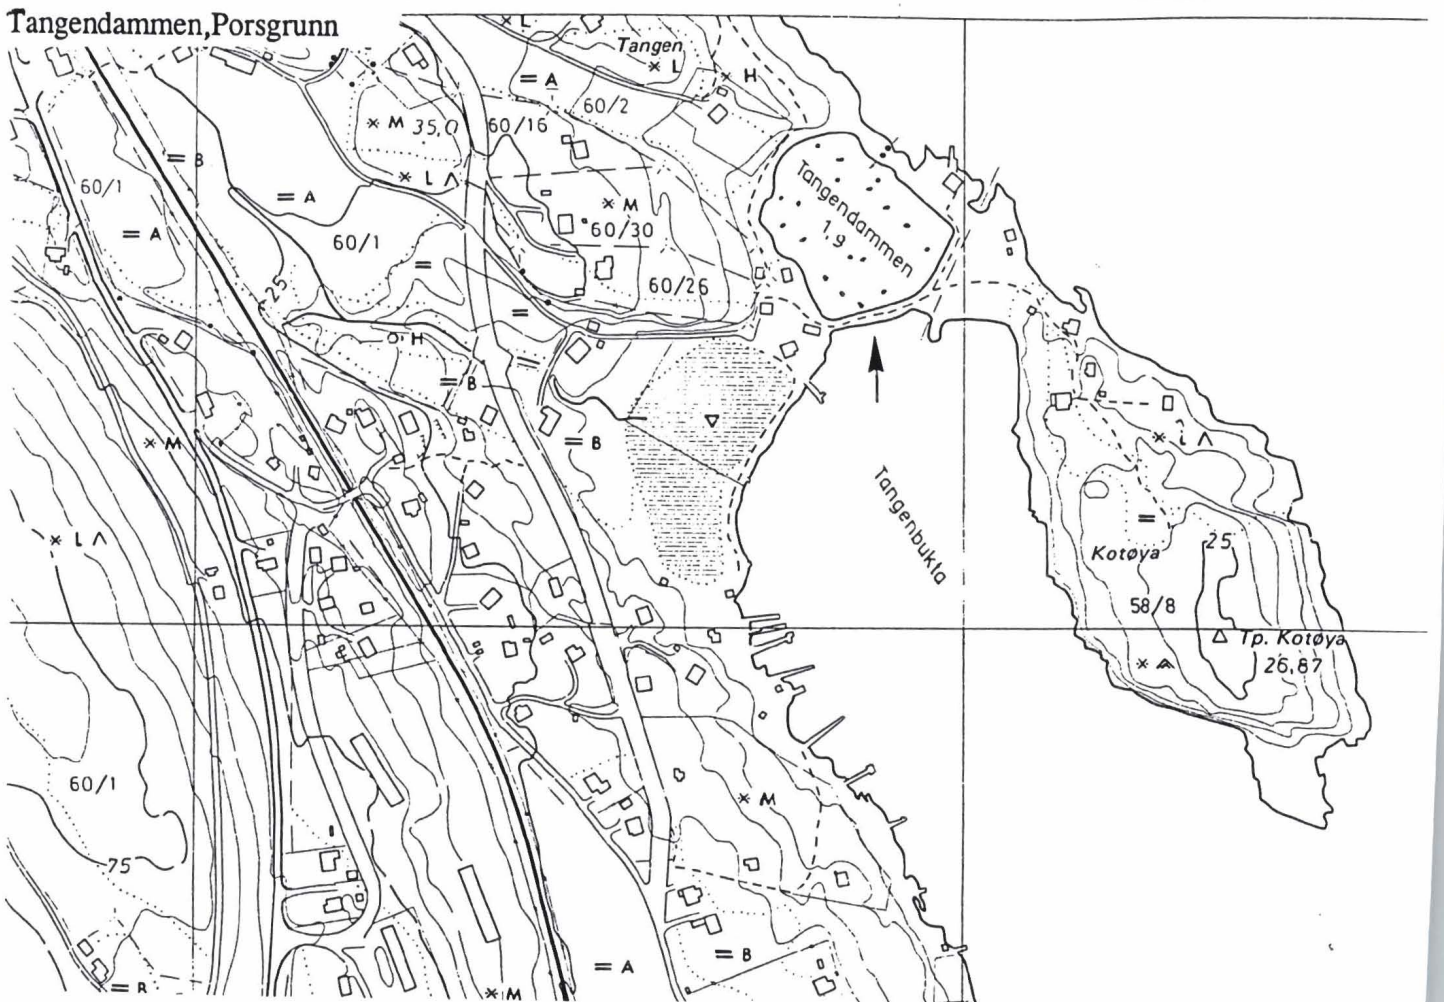 Tangendammen, Porsgrunn
L
Tangen
L
H
A
60/2
M 35,0
60/16
B
L
60/1
A
M
60/30
Tangendammen
1,9
A
60/1
25
60/26
H
B
B
M
L
L
Tangenbukta
Kotøya
25
58/8
Tp. Kotøya
26,87
60/1
M
75
B
A
B
M